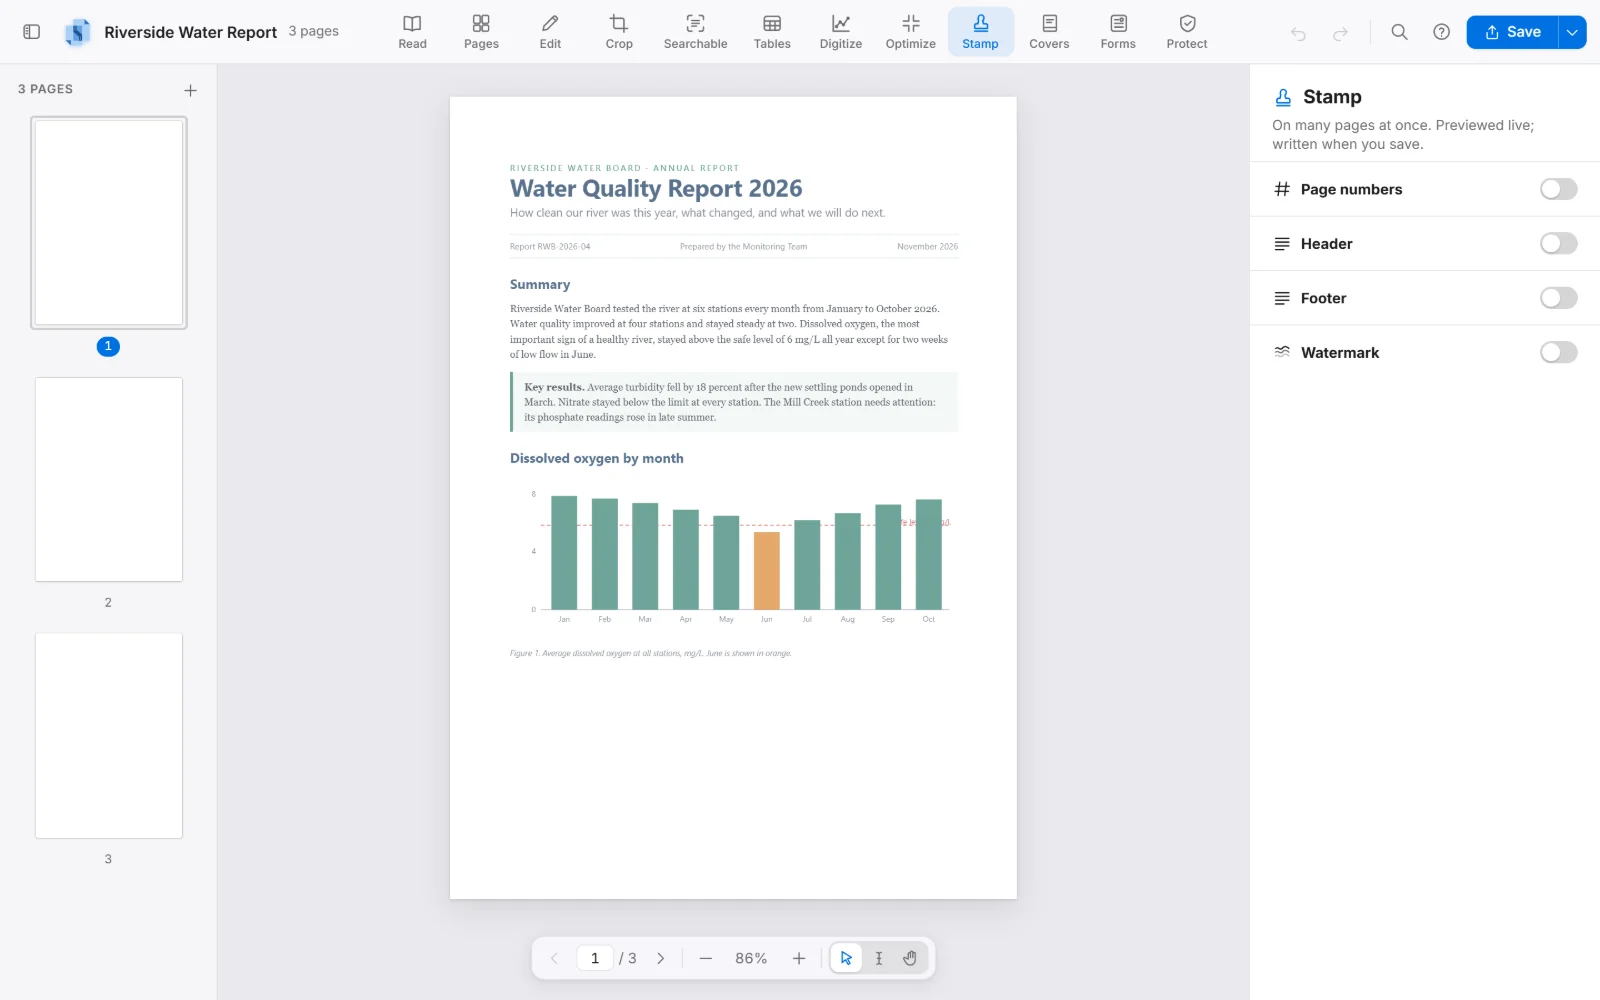 Riverside Water Report 3 pages
Read
Pages
Edit
Crop
Searchable
Tables
Digitize
Optimize
Stamp
Covers
Forms
Protect
Save
3 PAGES
1
2
3
RIVERSIDE WATER BOARD · ANNUAL REPORT
Water Quality Report 2026
How clean our river was this year, what changed, and what we will do next.
Report RWB-2026-04 Prepared by the Monitoring Team November 2026
Summary
Riverside Water Board tested the river at six stations every month from January to October 2026.
Water quality improved at four stations and stayed steady at two. Dissolved oxygen, the most
important sign of a healthy river, stayed above the safe level of 6 mg/L all year except for two weeks
of low flow in June.
Key results. Average turbidity fell by 18 percent after the new settling ponds opened in
March. Nitrate stayed below the limit at every station. The Mill Creek station needs attention:
its phosphate readings rose in late summer.
Dissolved oxygen by month
8
4
0
Jan Feb Mar Apr May Jun Jul Aug Sep Oct
Figure 1. Average dissolved oxygen at all stations, mg/L. June is shown in orange.
1 / 3
86%
Stamp
On many pages at once. Previewed live;
written when you save.
Page numbers
Header
Footer
Watermark